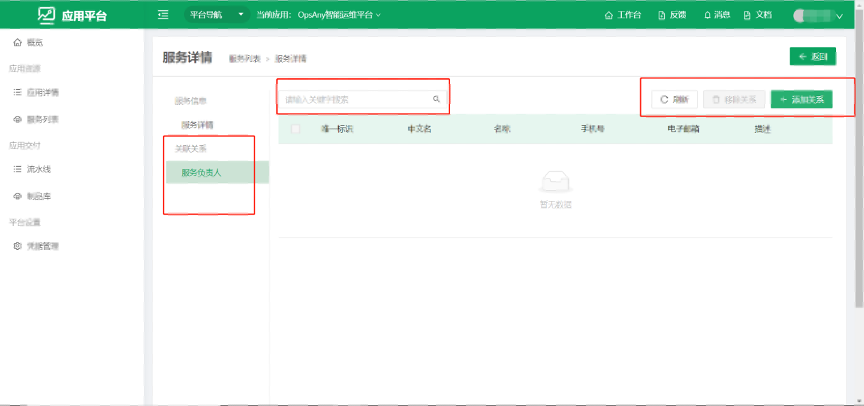 应用平台
平台导航
当前应用: OpsAny智能运维平台
工作台
反馈
消息
文档
概览
应用资源
应用详情
服务列表
应用交付
流水线
制品库
平台设置
凭据管理
服务详情
服务列表 > 服务详情
返回
服务信息
服务详情
关联关系
服务负责人
请输入关键字搜索
刷新
移除关系
添加关系
唯一标识 中文名 名称 手机号 电子邮箱 描述
暂无数据